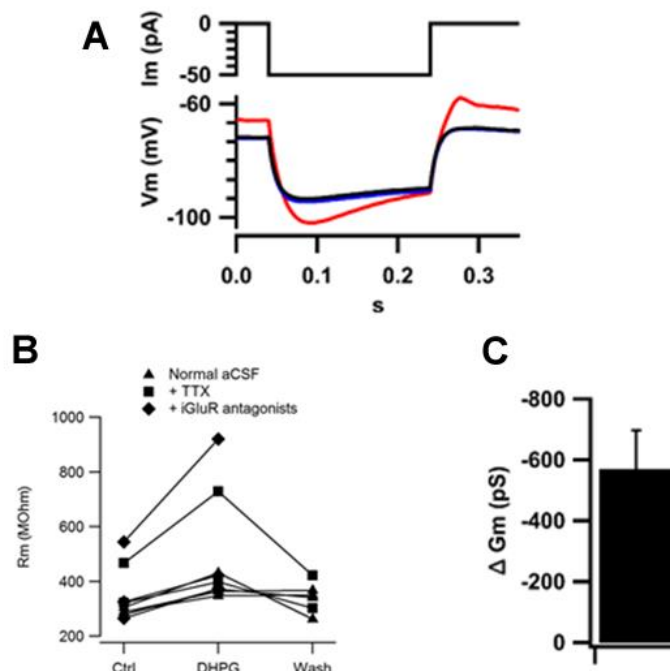 A
Im (pA)
0
-50
Vm (mV)
-60
-100
0.0 0.1 0.2 0.3
s
B
Normal aCSF
+ TTX
+ iGluR antagonists
Rm (MOhm)
1000
800
600
400
200
Ctrl DHPG Wash
C
Δ Gm (pS)
-800
-600
-400
-200
0